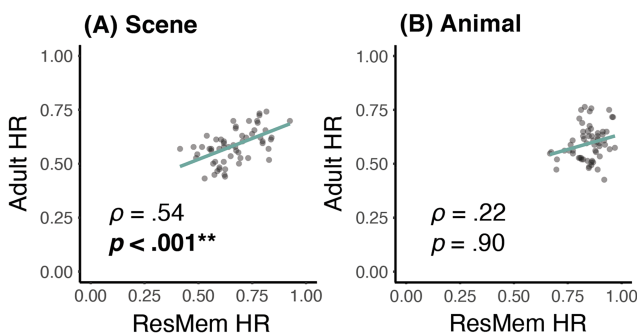 (A) Scene
(B) Animal
Adult HR
1.00
0.75
0.50
0.25
0.00
ρ = .54
p < .001**
0.00 0.25 0.50 0.75 1.00
ResMem HR
Adult HR
1.00
0.75
0.50
0.25
0.00
ρ = .22
p = .90
0.00 0.25 0.50 0.75 1.00
ResMem HR